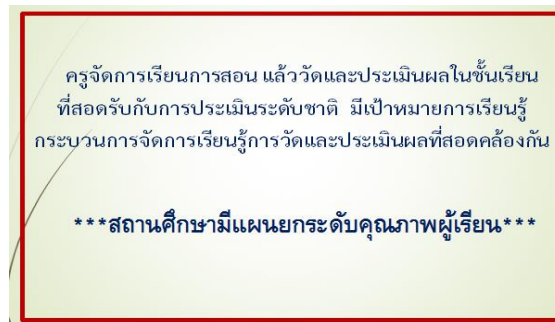 ครูจัดการเรียนการสอน แล้ววัดและประเมินผลในชั้นเรียน
ที่สอดรับกับการประเมินระดับชาติ มีเป้าหมายการเรียนรู้
กระบวนการจัดการเรียนรู้การวัดและประเมินผลที่สอดคล้องกัน
***สถานศึกษามีแผนยกระดับคุณภาพผู้เรียน***